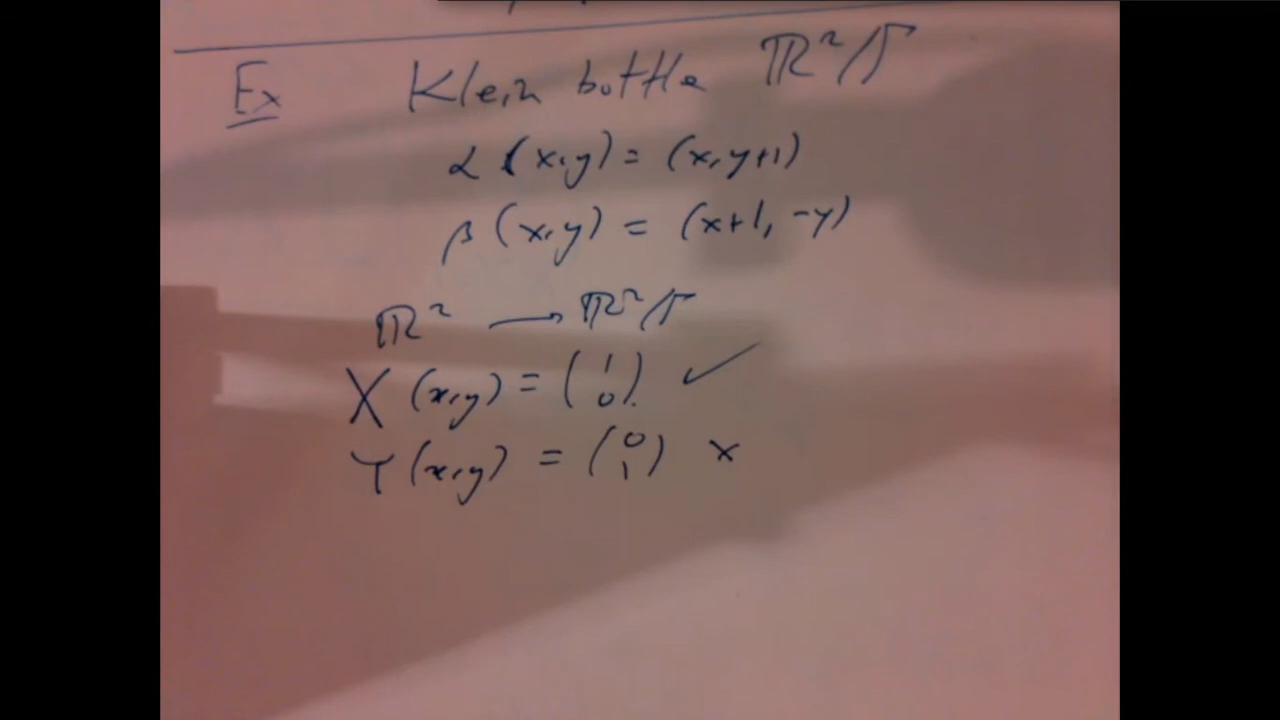 Ex Klein bottle ℝ²/Γ
α(x,y) = (x, y+1)
β(x,y) = (x+1, -y)
ℝ² → ℝ²/Γ
X(x,y) = (1 0). ✓
Y(x,y) = (0 1) ×